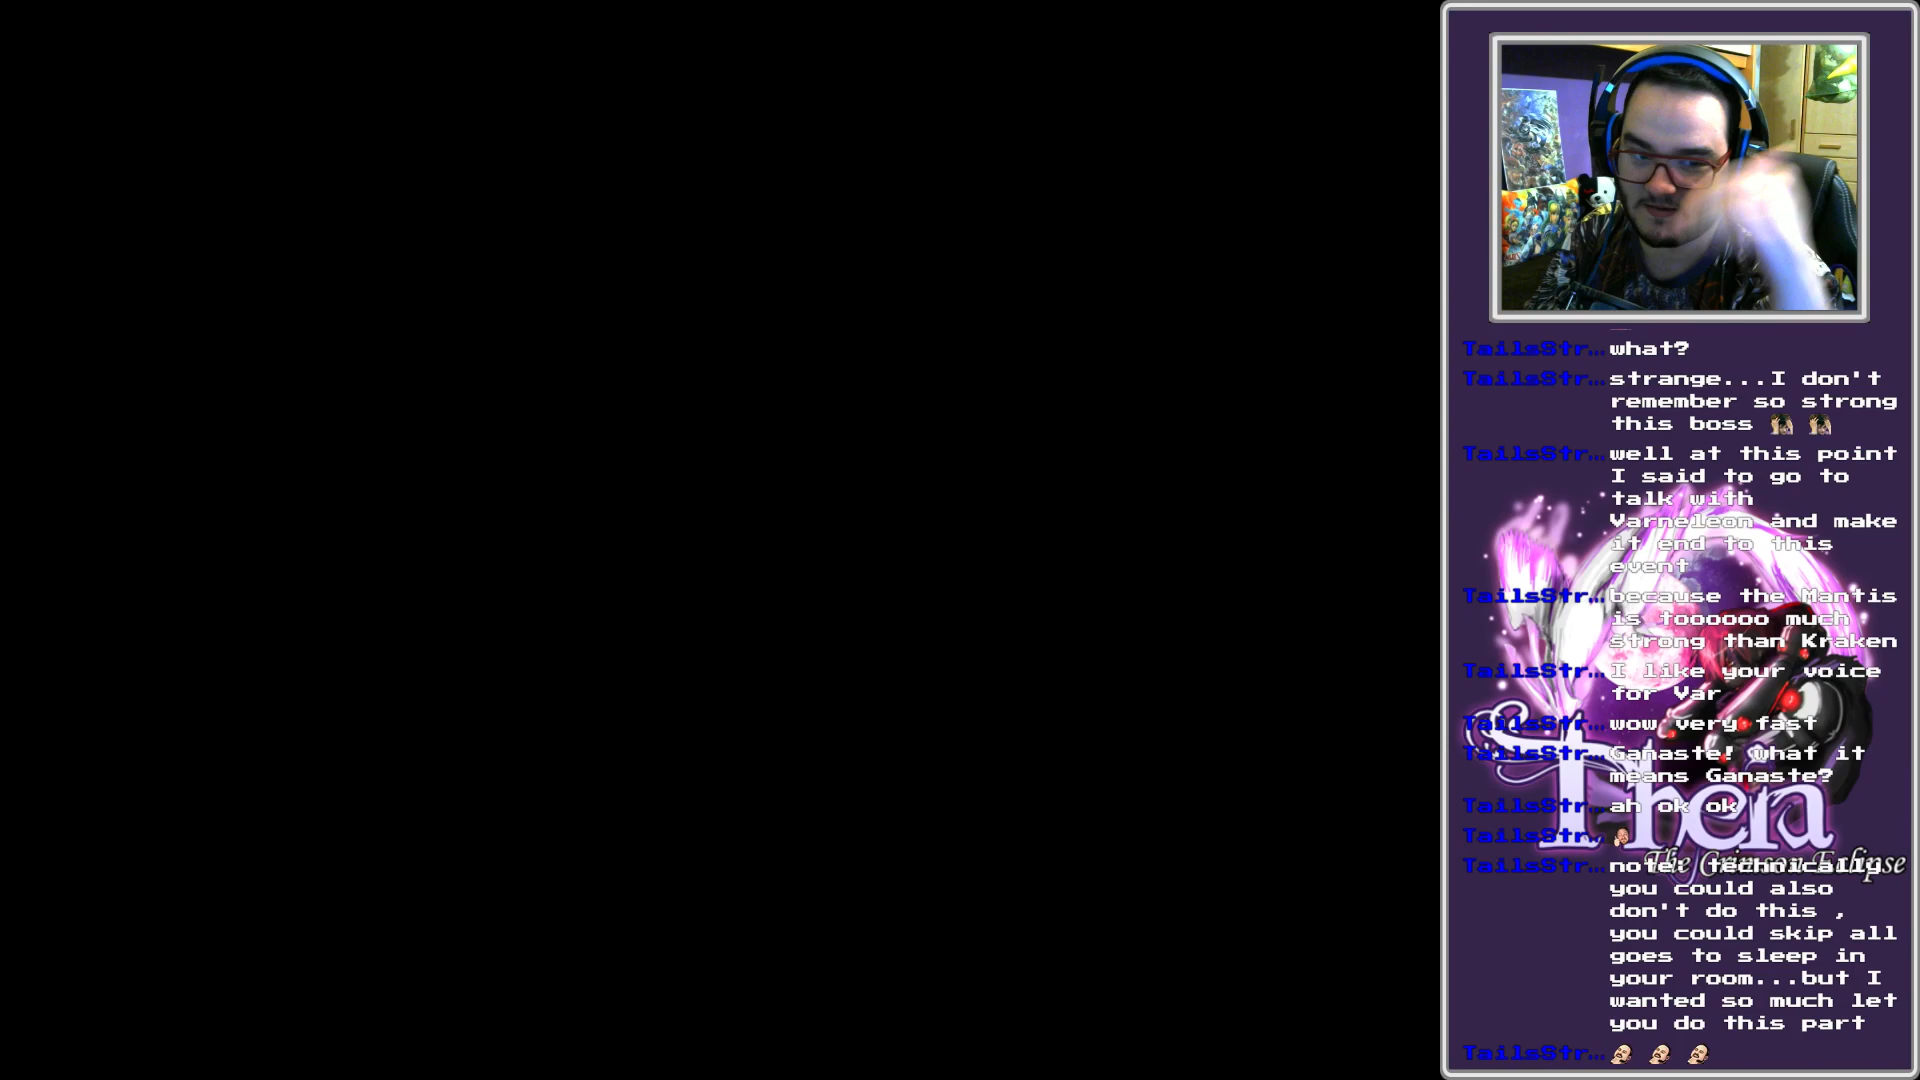 TailsStr... what?
TailsStr... strange...I don't
remember so strong
this boss
TailsStr... well at this point
I said to go to
talk with
Varneleon and make
it end to this
event
TailsStr... because the Mantis
is toooooo much
strong than Kraken
TailsStr... I like your voice
for Var
TailsStr... wow very fast
TailsStr... Ganaste! what it
means Ganaste?
TailsStr... ah ok ok
TailsStr...
Thera
The Crimson Eclipse
TailsStr... note: technically
you could also
don't do this ,
you could skip all
goes to sleep in
your room...but I
wanted so much let
you do this part
TailsStr...